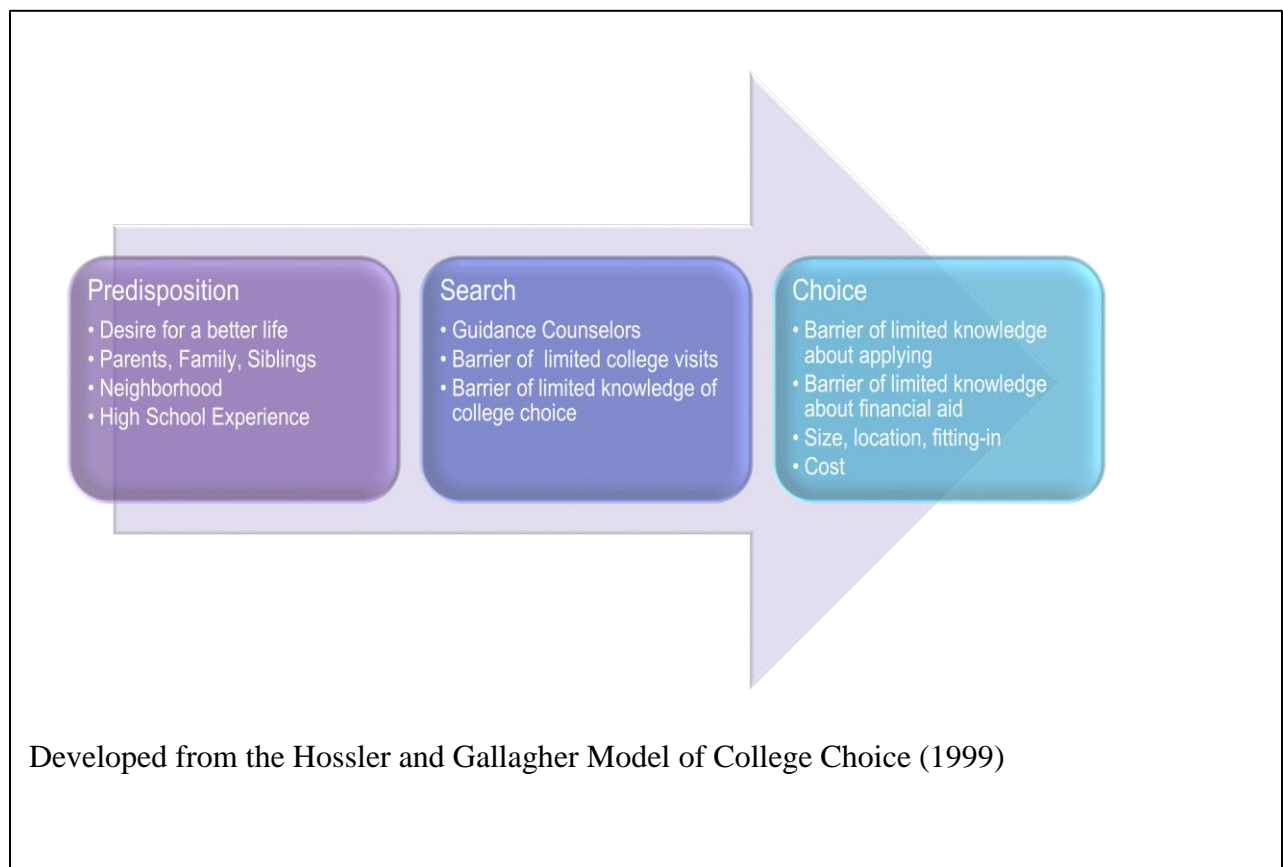 Predisposition
• Desire for a better life
• Parents, Family, Siblings
• Neighborhood
• High School Experience
Search
• Guidance Counselors
• Barrier of limited college visits
• Barrier of limited knowledge of
college choice
Choice
• Barrier of limited knowledge
about applying
• Barrier of limited knowledge
about financial aid
• Size, location, fitting-in
• Cost
Developed from the Hossler and Gallagher Model of College Choice (1999)